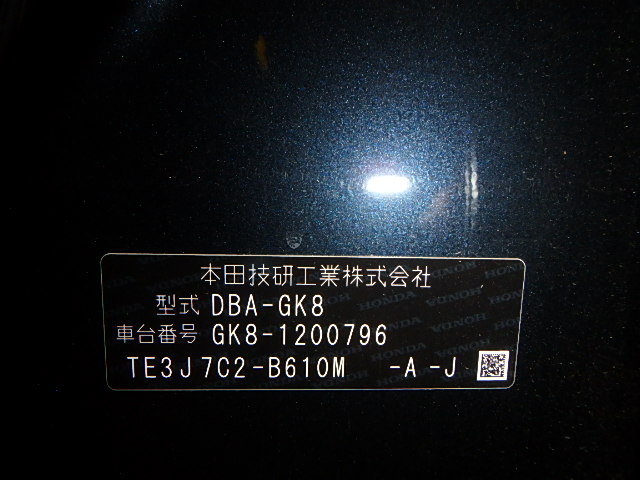 本田技研工業株式会社
型式 DBA-GK8
車台番号 GK8-1200796
TE3J7C2-B610M -A -J